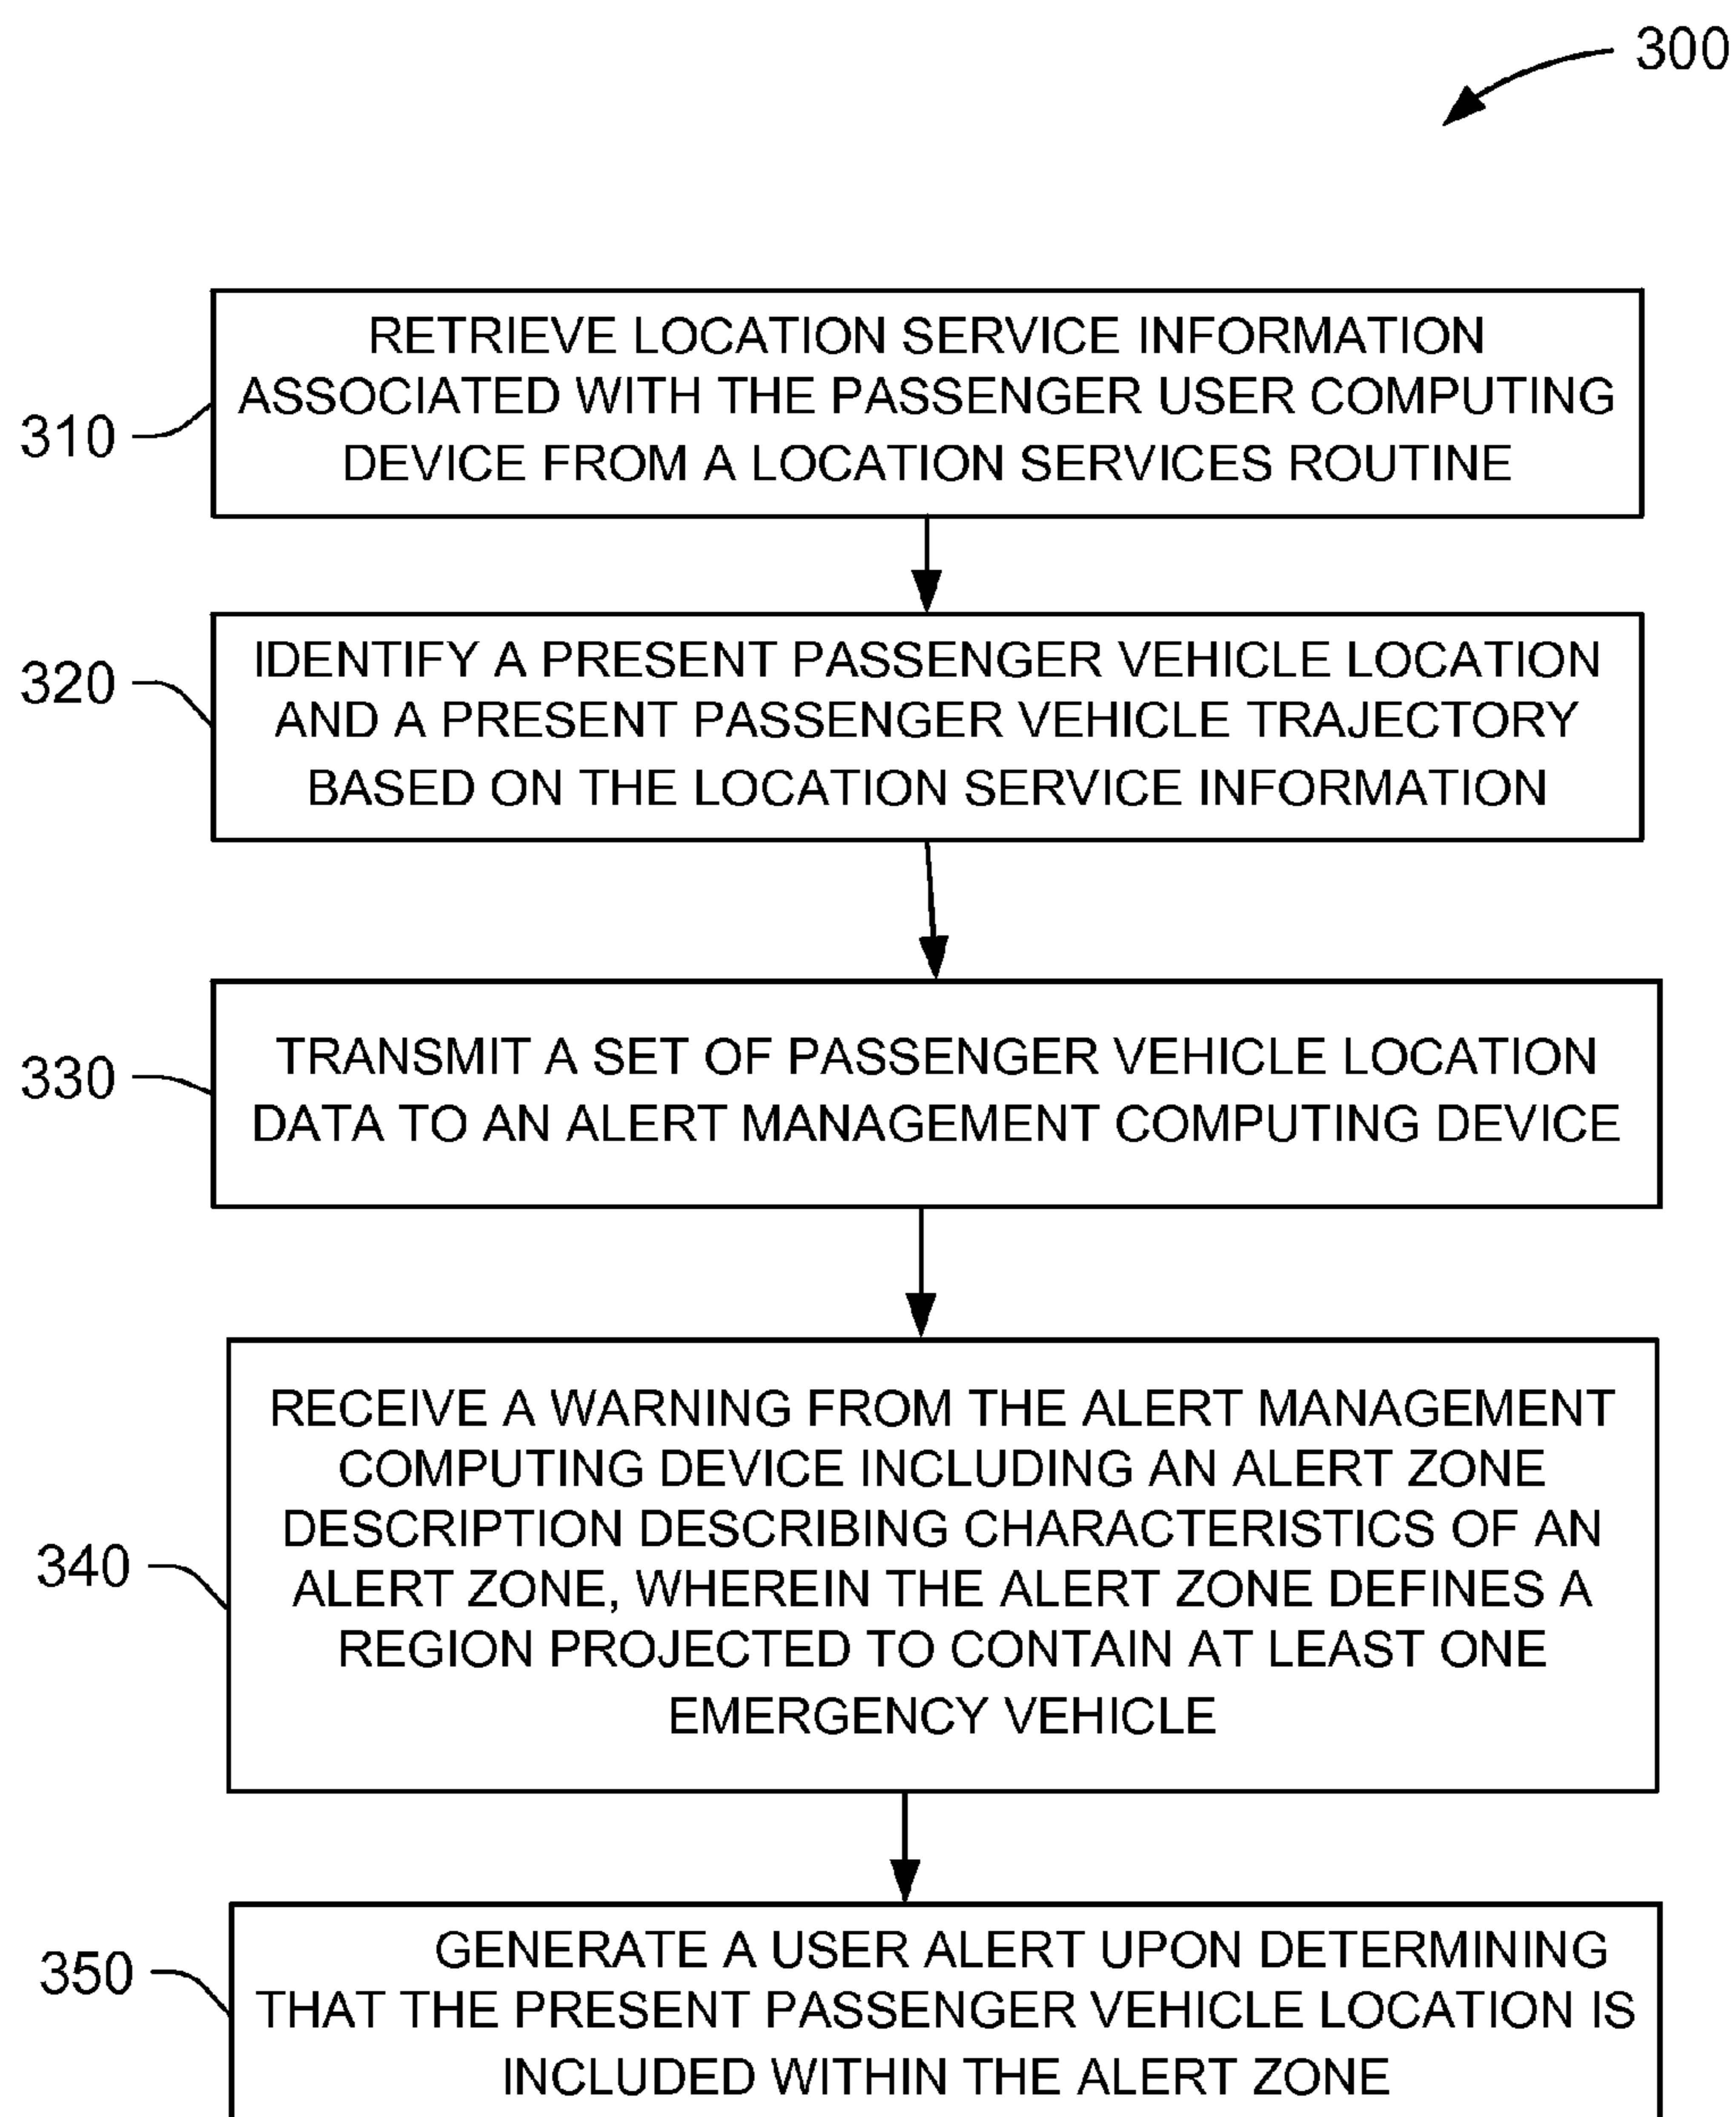 300
RETRIEVE LOCATION SERVICE INFORMATION
ASSOCIATED WITH THE PASSENGER USER COMPUTING
DEVICE FROM A LOCATION SERVICES ROUTINE
310
IDENTIFY A PRESENT PASSENGER VEHICLE LOCATION
AND A PRESENT PASSENGER VEHICLE TRAJECTORY
BASED ON THE LOCATION SERVICE INFORMATION
320
TRANSMIT A SET OF PASSENGER VEHICLE LOCATION
DATA TO AN ALERT MANAGEMENT COMPUTING DEVICE
330
RECEIVE A WARNING FROM THE ALERT MANAGEMENT
COMPUTING DEVICE INCLUDING AN ALERT ZONE
DESCRIPTION DESCRIBING CHARACTERISTICS OF AN
ALERT ZONE, WHEREIN THE ALERT ZONE DEFINES A
REGION PROJECTED TO CONTAIN AT LEAST ONE
EMERGENCY VEHICLE
340
GENERATE A USER ALERT UPON DETERMINING
THAT THE PRESENT PASSENGER VEHICLE LOCATION IS
INCLUDED WITHIN THE ALERT ZONE
350